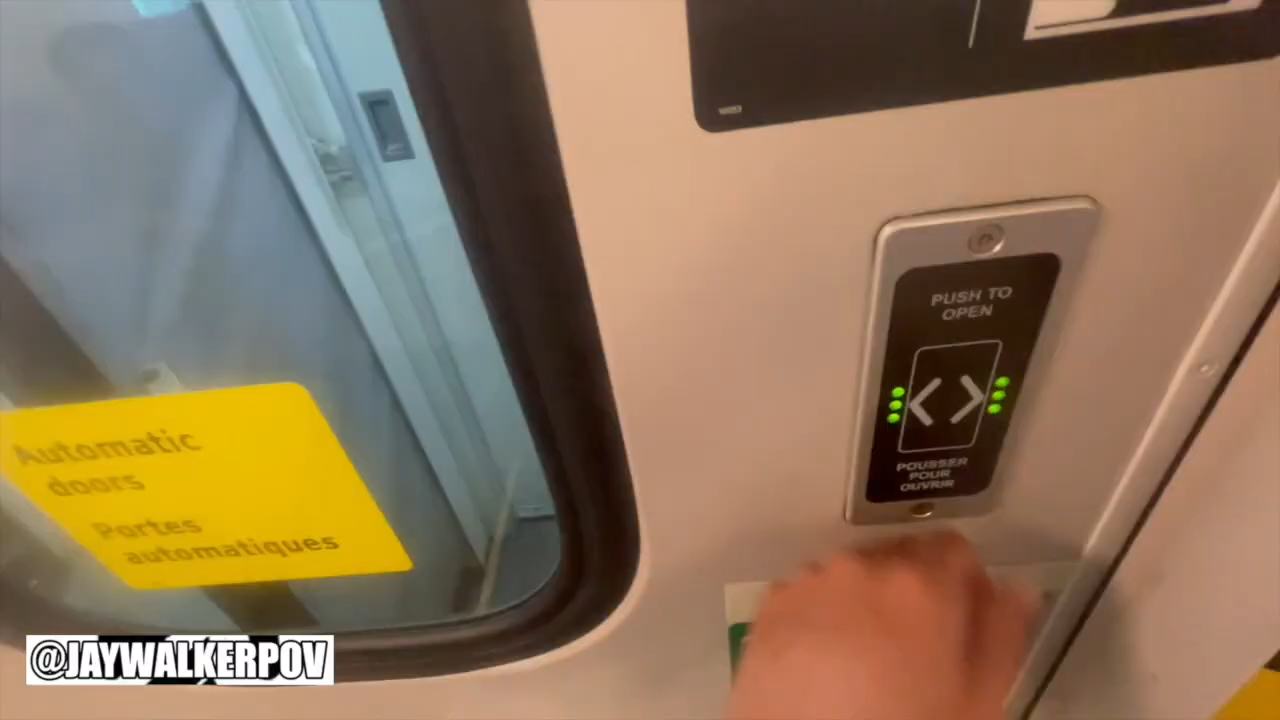 PUSH TO
OPEN
POUSSER
POUR
OUVRIR
Automatic
doors
Portes
automatiques
@JAYWALKERPOV